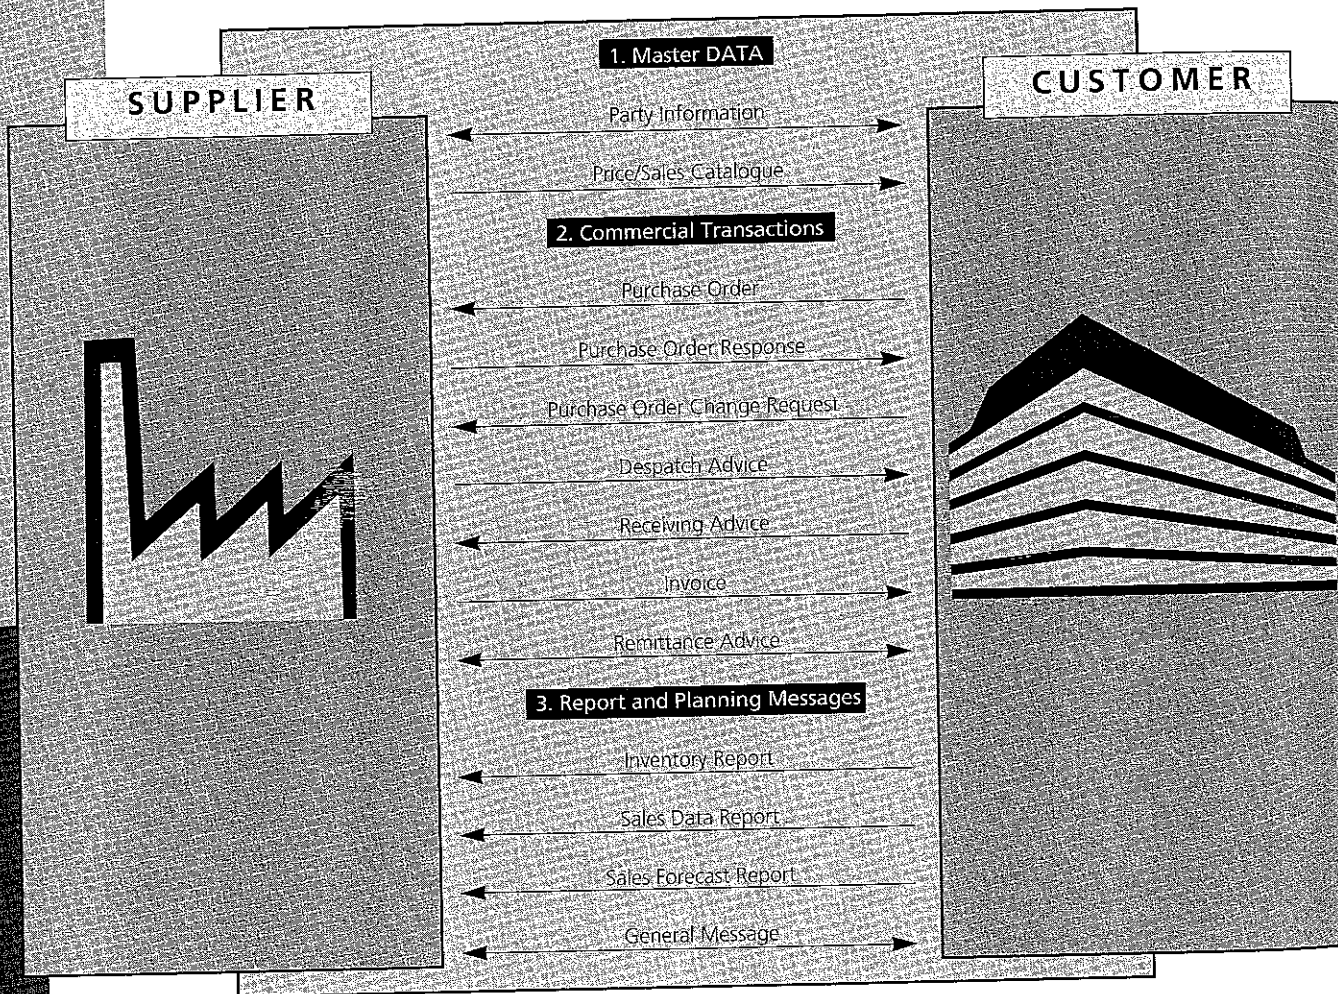 1. Master DATA
SUPPLIER
CUSTOMER
Party Information
Price/Sales Catalogue
2. Commercial Transactions
Purchase Order
Purchase Order Response
Purchase Order Change Request
Despatch Advice
Receiving Advice
Invoice
Remittance Advice
3. Report and Planning Messages
Inventory Report
Sales Data Report
Sales Forecast Report
General Message